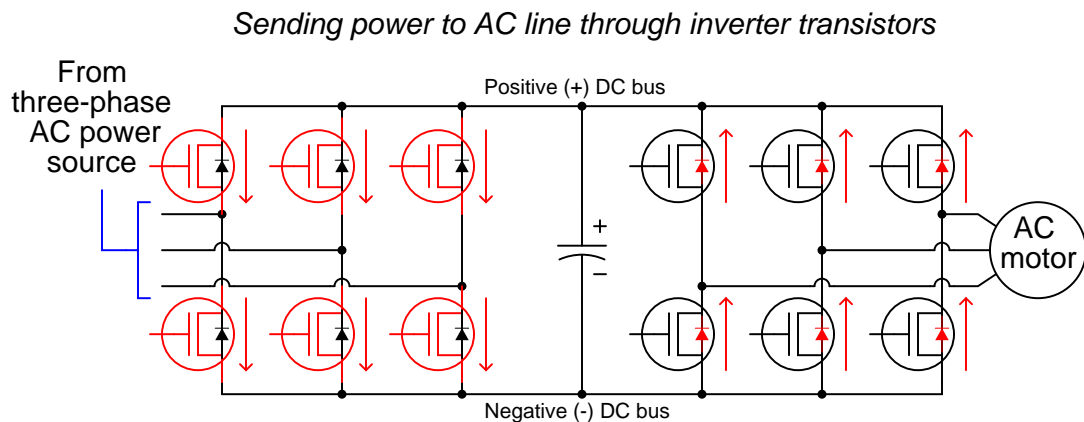 Sending power to AC line through inverter transistors
From
three-phase
AC power
source
Positive (+) DC bus
+
−
AC
motor
Negative (-) DC bus